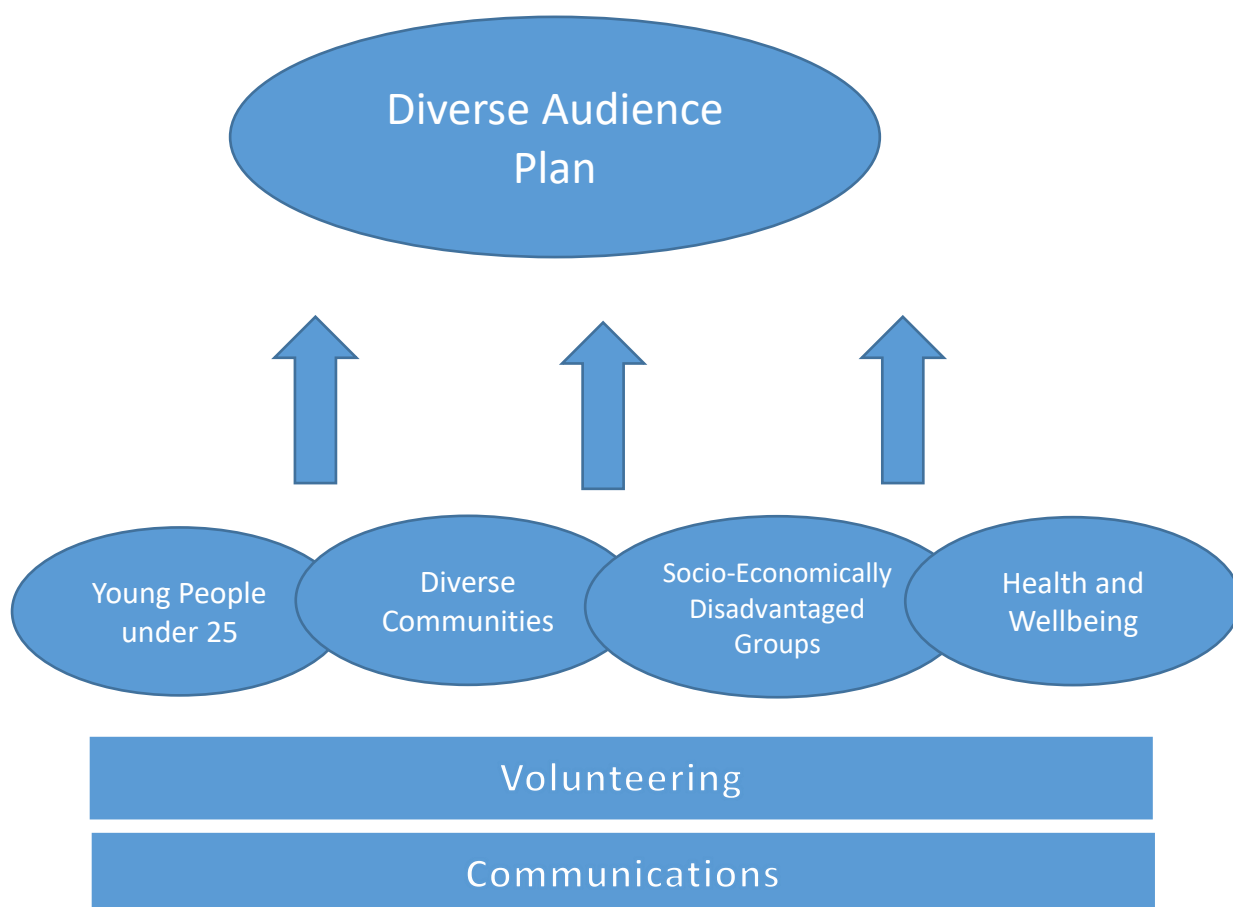 Diverse Audience
Plan
Young People
under 25
Diverse
Communities
Socio-Economically
Disadvantaged
Groups
Health and
Wellbeing
Volunteering
Communications